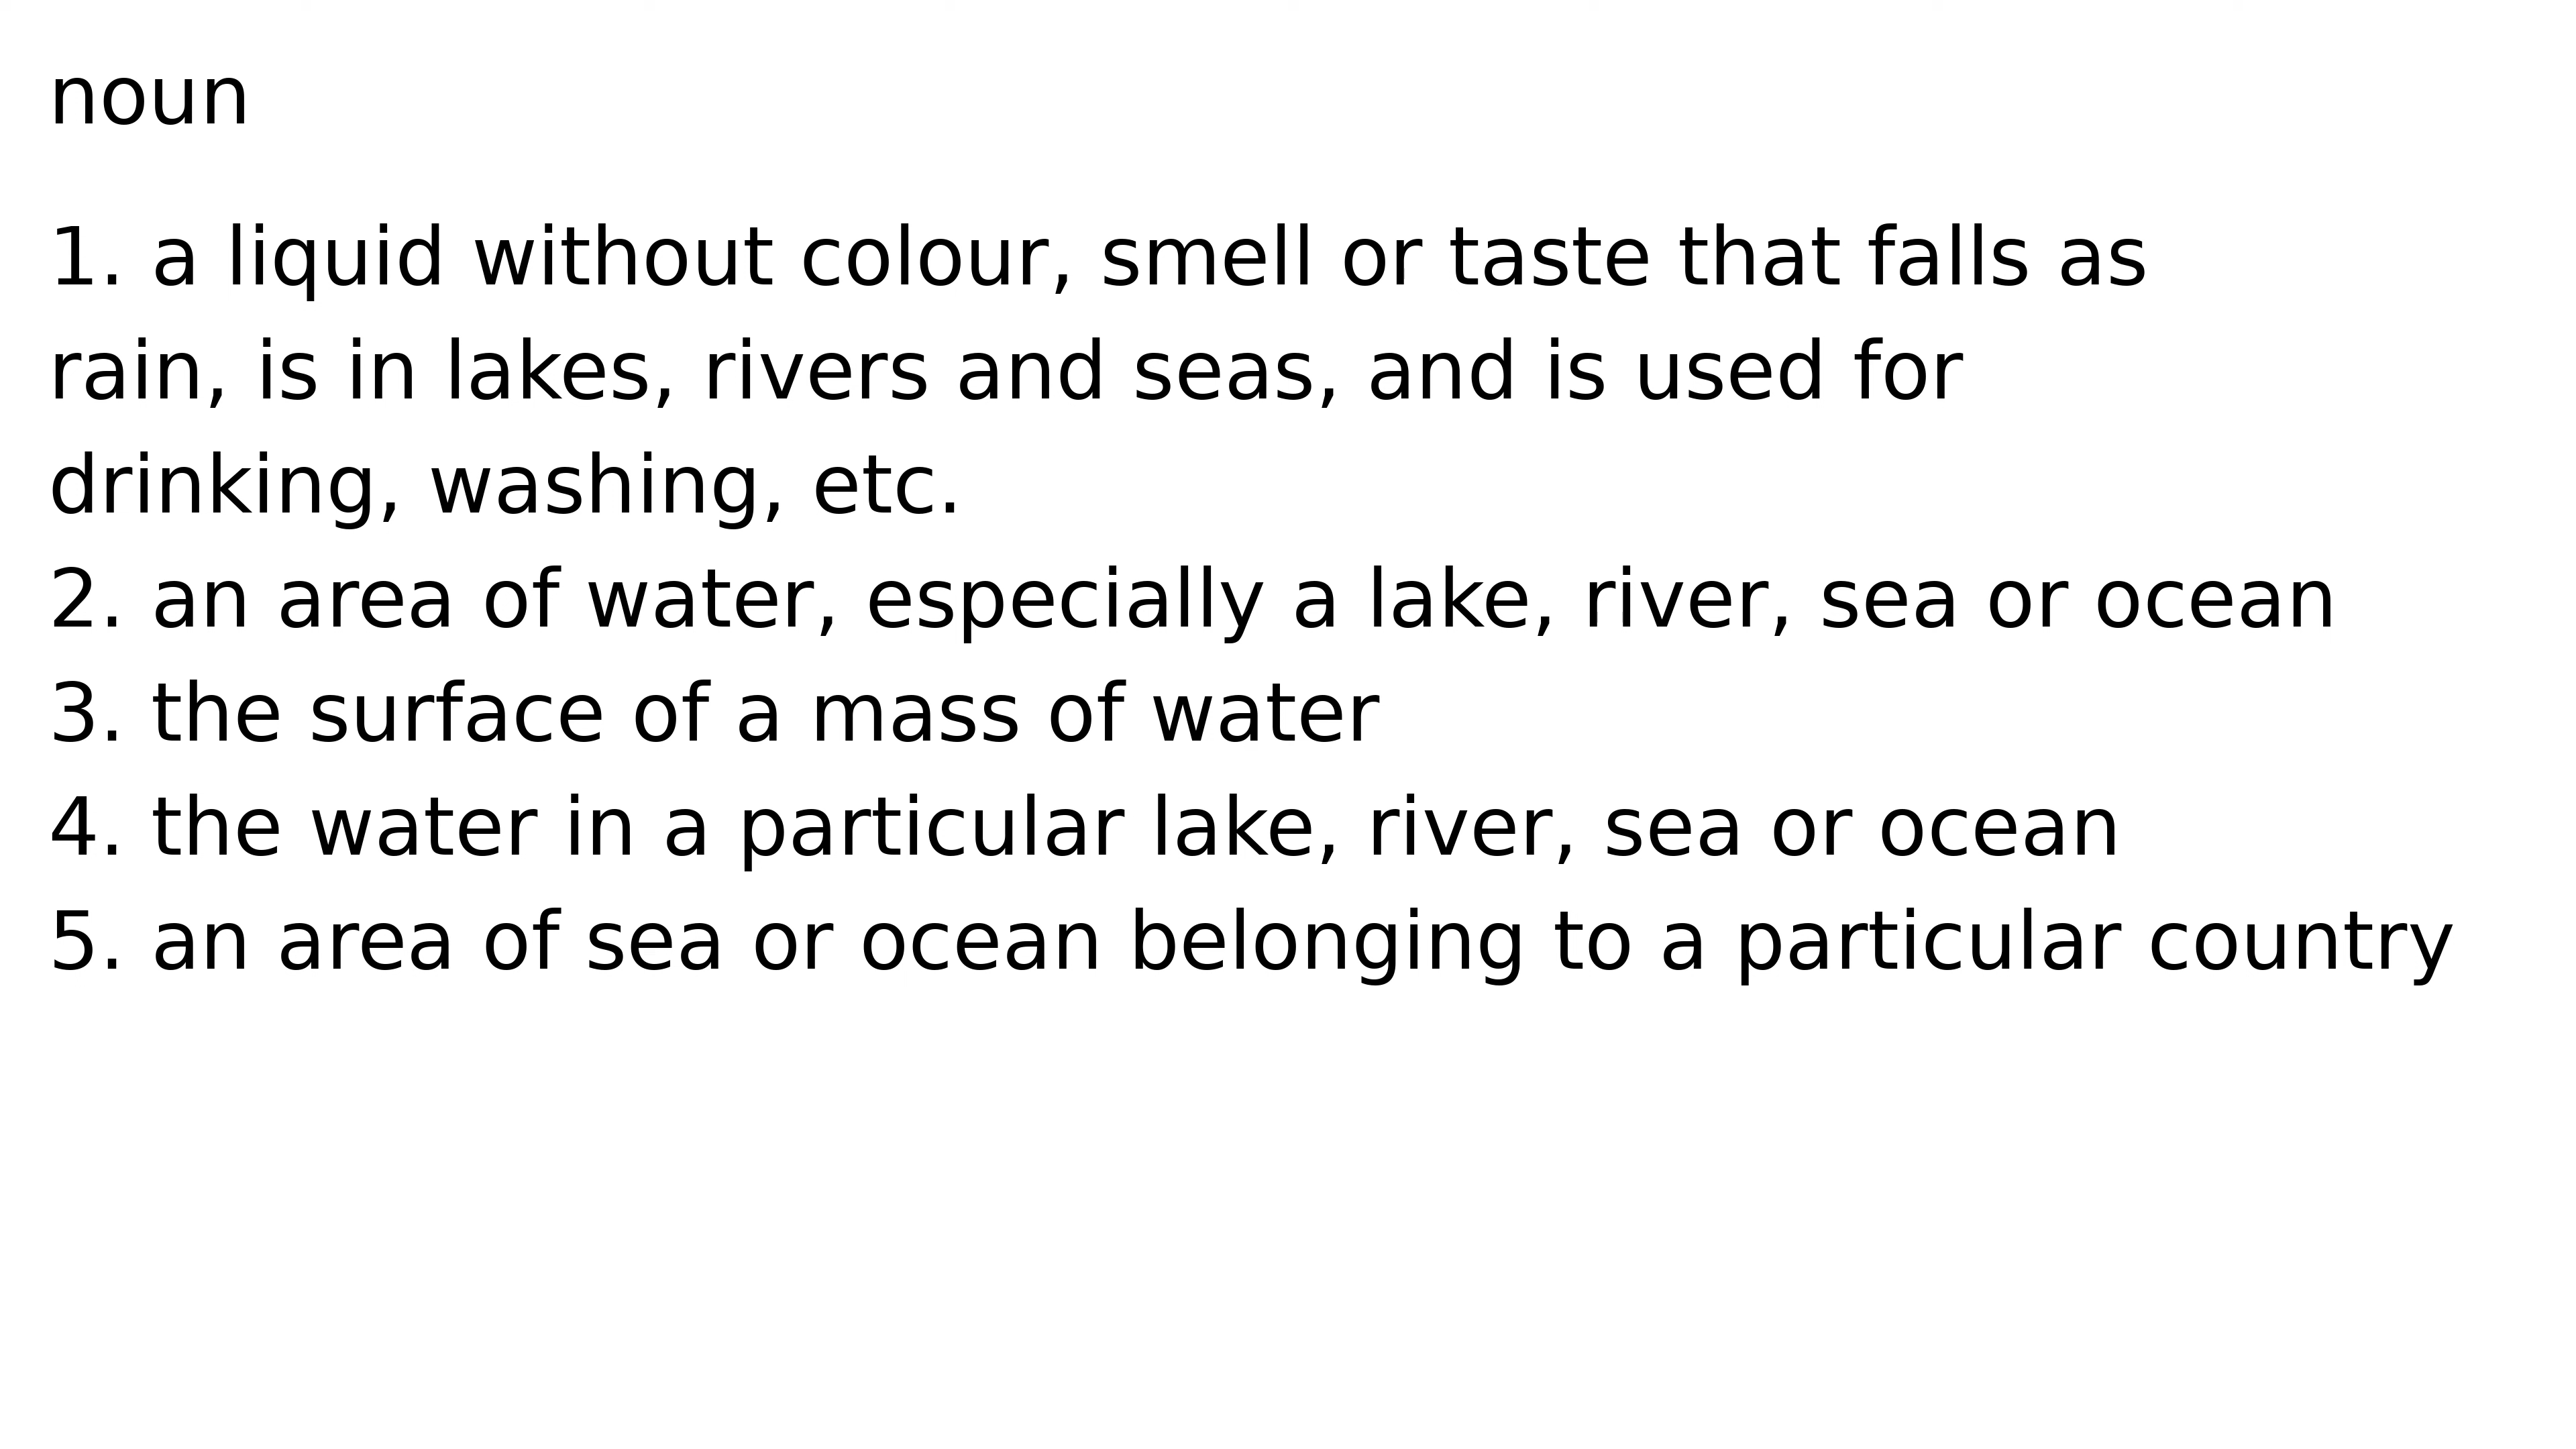 noun
1. a liquid without colour, smell or taste that falls as
rain, is in lakes, rivers and seas, and is used for
drinking, washing, etc.
2. an area of water, especially a lake, river, sea or ocean
3. the surface of a mass of water
4. the water in a particular lake, river, sea or ocean
5. an area of sea or ocean belonging to a particular country